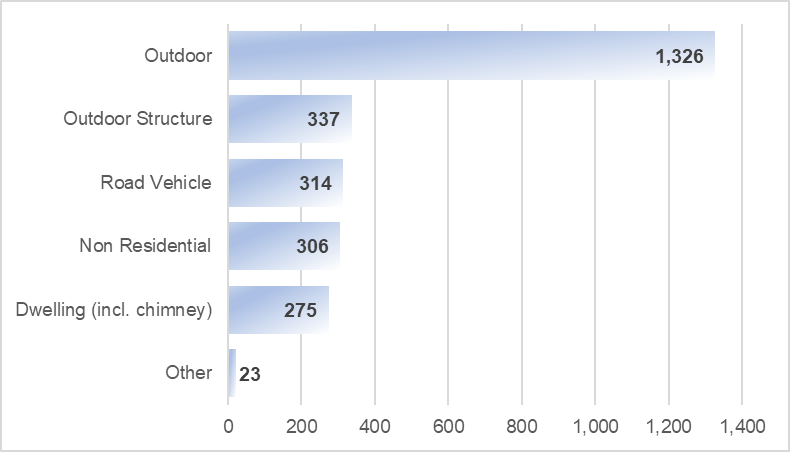 Outdoor 1,326
Outdoor Structure 337
Road Vehicle 314
Non Residential 306
Dwelling (incl. chimney) 275
Other 23
0 200 400 600 800 1,000 1,200 1,400